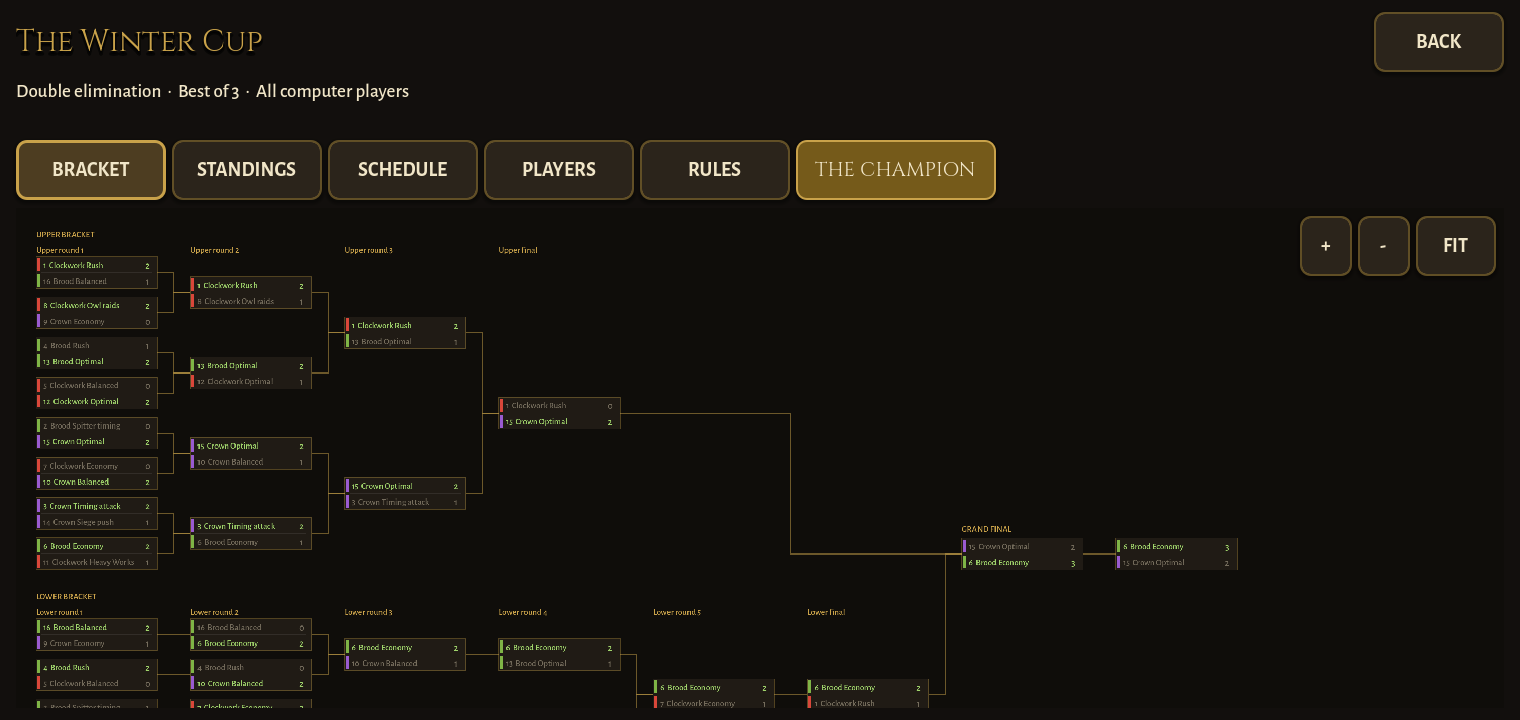 The Winter Cup
BACK
Double elimination · Best of 3 · All computer players
BRACKET
STANDINGS
SCHEDULE
PLAYERS
RULES
THE CHAMPION
+
-
FIT
UPPER BRACKET
Upper round 1
1 Clockwork Rush 2
16 Brood Balanced 1
8 Clockwork Owl raids 2
9 Crown Economy 0
4 Brood Rush 1
13 Brood Optimal 2
5 Clockwork Balanced 0
12 Clockwork Optimal 2
2 Brood Spitter timing 0
15 Crown Optimal 2
7 Clockwork Economy 0
10 Crown Balanced 2
3 Crown Timing attack 2
14 Crown Siege push 1
6 Brood Economy 2
11 Clockwork Heavy Works 1
Upper round 2
1 Clockwork Rush 2
8 Clockwork Owl raids 1
13 Brood Optimal 2
12 Clockwork Optimal 1
15 Crown Optimal 2
10 Crown Balanced 1
3 Crown Timing attack 2
6 Brood Economy 1
Upper round 3
1 Clockwork Rush 2
13 Brood Optimal 1
15 Crown Optimal 2
3 Crown Timing attack 1
Upper final
1 Clockwork Rush 0
15 Crown Optimal 2
GRAND FINAL
15 Crown Optimal 2
6 Brood Economy 3
6 Brood Economy 3
15 Crown Optimal 2
LOWER BRACKET
Lower round 1
16 Brood Balanced 2
9 Crown Economy 1
4 Brood Rush 2
5 Clockwork Balanced 0
2 Brood Spitter timing
Lower round 2
16 Brood Balanced 0
6 Brood Economy 2
4 Brood Rush 0
10 Crown Balanced 2
7 Clockwork Economy
Lower round 3
6 Brood Economy 2
10 Crown Balanced 1
Lower round 4
6 Brood Economy 2
13 Brood Optimal 1
Lower round 5
6 Brood Economy 2
7 Clockwork Economy 1
Lower final
6 Brood Economy 2
1 Clockwork Rush 1